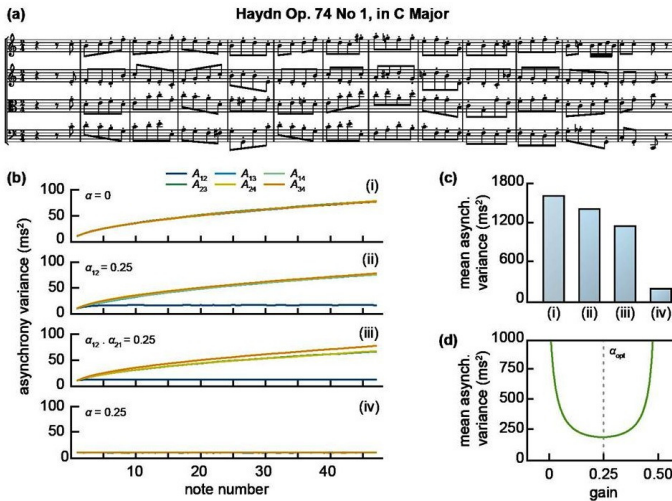 (a)
Haydn Op. 74 No 1, in C Major
(b)
A12 A13 A14
A23 A24 A34
100
50
0
α = 0
(i)
100
50
0
α12 = 0.25
(ii)
100
50
0
α12 · α21 = 0.25
(iii)
100
50
0
α = 0.25
(iv)
asynchrony variance (ms²)
10 20 30 40
note number
(c)
1800
1200
600
0
mean asynch.
variance (ms²)
(i) (ii) (iii) (iv)
(d)
1000
750
500
250
0
mean asynch.
variance (ms²)
αopt
0 0.25 0.50
gain